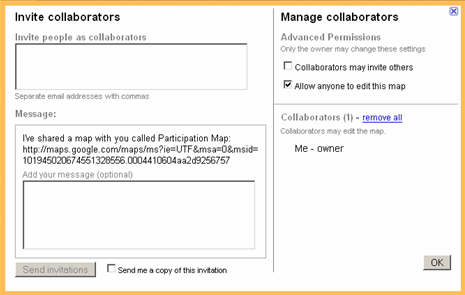 Invite collaborators
Invite people as collaborators
Separate email addresses with commas
Message:
I've shared a map with you called Participation Map:
http://maps.google.com/maps/ms?ie=UTF&msa=0&msid=
101945020674551328556.0004410604aa2d9256757
Add your message (optional)
Send invitations
Send me a copy of this invitation
Manage collaborators
Advanced Permissions
Only the owner may change these settings
Collaborators may invite others
Allow anyone to edit this map
Collaborators (1) - remove all
Collaborators may edit the map.
Me - owner
OK